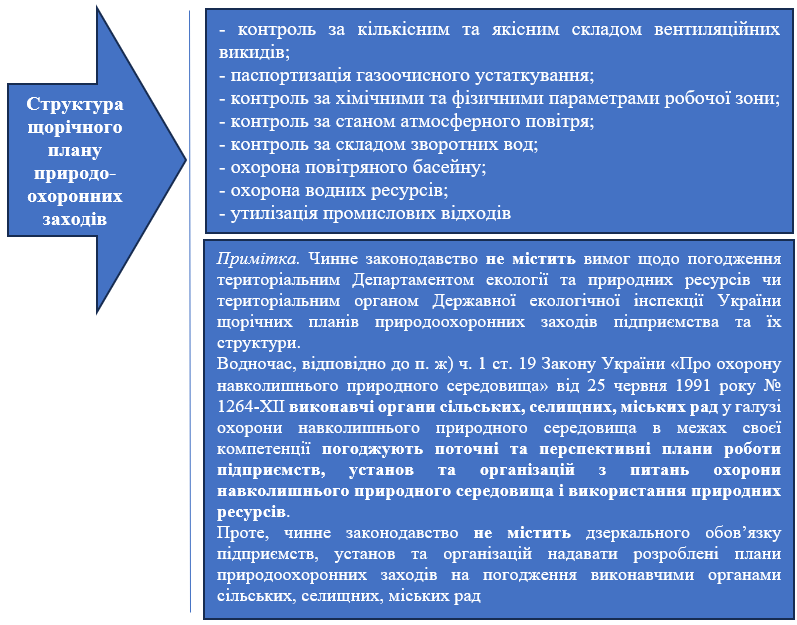 Структура
щорічного
плану
природо-
охоронних
заходів
- контроль за кількісним та якісним складом вентиляційних
викидів;
- паспортизація газоочисного устаткування;
- контроль за хімічними та фізичними параметрами робочої зони;
- контроль за станом атмосферного повітря;
- контроль за складом зворотних вод;
- охорона повітряного басейну;
- охорона водних ресурсів;
- утилізація промислових відходів
Примітка. Чинне законодавство не містить вимог щодо погодження
територіальним Департаментом екології та природних ресурсів чи
територіальним органом Державної екологічної інспекції України
щорічних планів природоохоронних заходів підприємства та їх
структури.
Водночас, відповідно до п. ж) ч. 1 ст. 19 Закону України «Про охорону
навколишнього природного середовища» від 25 червня 1991 року №
1264-XII виконавчі органи сільських, селищних, міських рад у галузі
охорони навколишнього природного середовища в межах своєї
компетенції погоджують поточні та перспективні плани роботи
підприємств, установ та організацій з питань охорони
навколишнього природного середовища і використання природних
ресурсів.
Проте, чинне законодавство не містить дзеркального обов’язку
підприємств, установ та організацій надавати розроблені плани
природоохоронних заходів на погодження виконавчими органами
сільських, селищних, міських рад